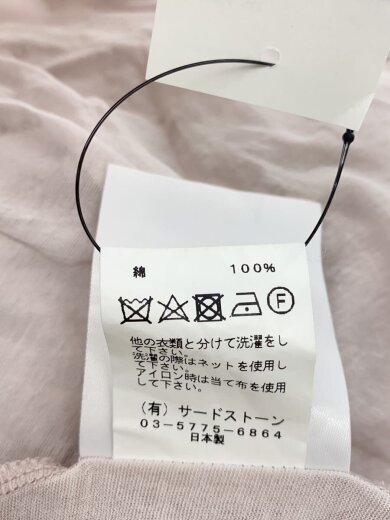 綿 100%
F
他の衣類と分けて洗濯をし
て下さい。
洗濯の際はネットを使用し
て下さい。
アイロン時は当て布を使用
して下さい。
(有) サードストーン
03-5775-6864
日本製